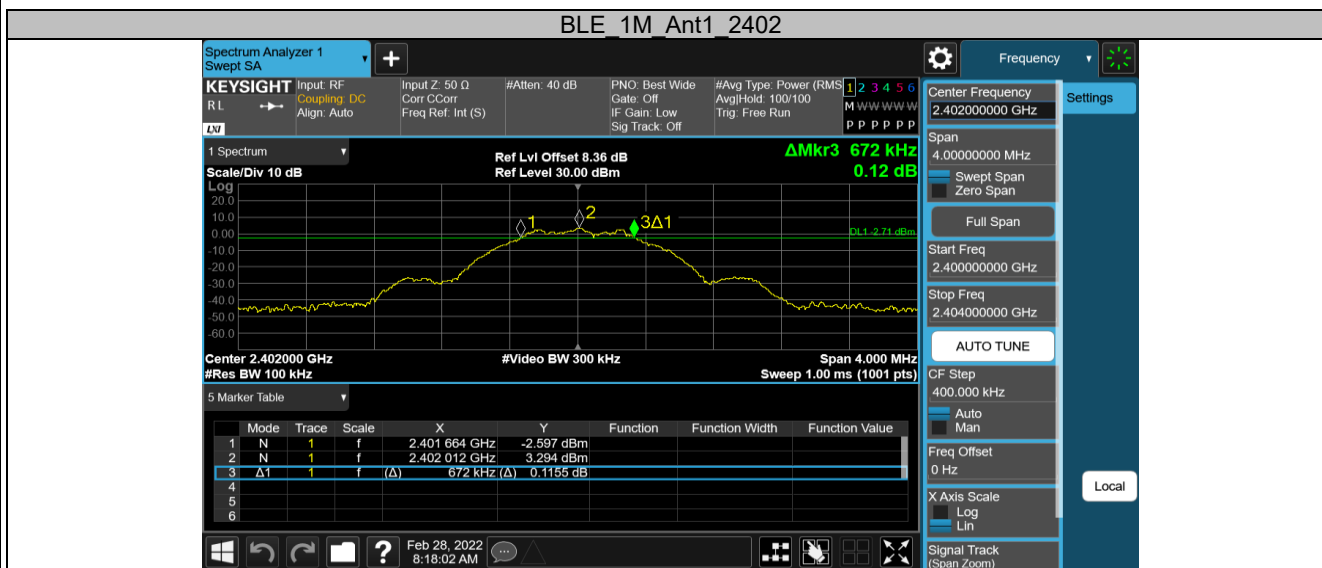 BLE_1M_Ant1_2402
Spectrum Analyzer 1
Swept SA
Frequency
KEYSIGHT
R L
LXI
Input: RF
Coupling: DC
Align: Auto
Input Z: 50 Ω
Corr CCorr
Freq Ref: Int (S)
#Atten: 40 dB
PNO: Best Wide
Gate: Off
IF Gain: Low
Sig Track: Off
#Avg Type: Power (RMS
Avg|Hold: 100/100
Trig: Free Run
1 2 3 4 5 6
M W W W W W
P P P P P P
1 Spectrum
Scale/Div 10 dB
Ref Lvl Offset 8.36 dB
Ref Level 30.00 dBm
ΔMkr3 672 kHz
0.12 dB
Log
20.0
10.0
0.00
-10.0
-20.0
-30.0
-40.0
-50.0
-60.0
1
2
3Δ1
DL1 -2.71 dBm
Center 2.402000 GHz
#Video BW 300 kHz
Span 4.000 MHz
#Res BW 100 kHz
Sweep 1.00 ms (1001 pts)
5 Marker Table
Mode Trace Scale X Y Function Function Width Function Value
1 N 1 f 2.401 664 GHz -2.597 dBm
2 N 1 f 2.402 012 GHz 3.294 dBm
3 Δ1 1 f (Δ) 672 kHz (Δ) 0.1155 dB
4
5
6
Feb 28, 2022
8:18:02 AM
Center Frequency
2.402000000 GHz
Span
4.00000000 MHz
Swept Span
Zero Span
Full Span
Start Freq
2.400000000 GHz
Stop Freq
2.404000000 GHz
AUTO TUNE
CF Step
400.000 kHz
Auto
Man
Freq Offset
0 Hz
X Axis Scale
Log
Lin
Signal Track
(Span Zoom)
Settings
Local